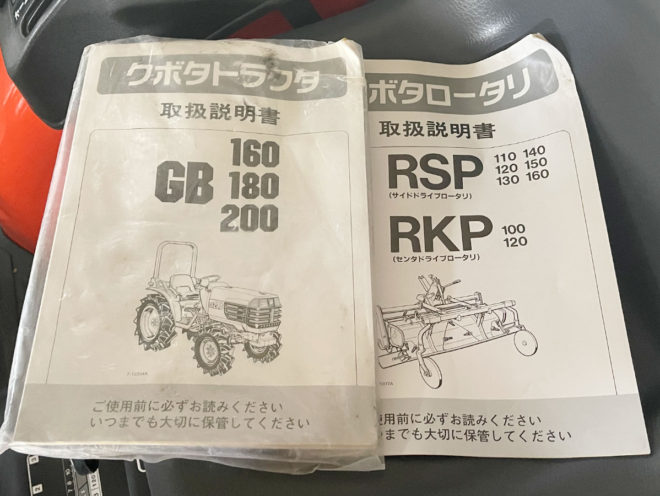 クボタトラクタ
取扱説明書
GB
160
180
200
ご使用前に必ずお読みください
いつまでも大切に保管してください
ボタロータリ
取扱説明書
RSP
110 140
120 150
130 160
(サイドドライブロータリ)
RKP
100
120
(センタドライブロータリ)
用前に必ずお読みください
でも大切に保管してください